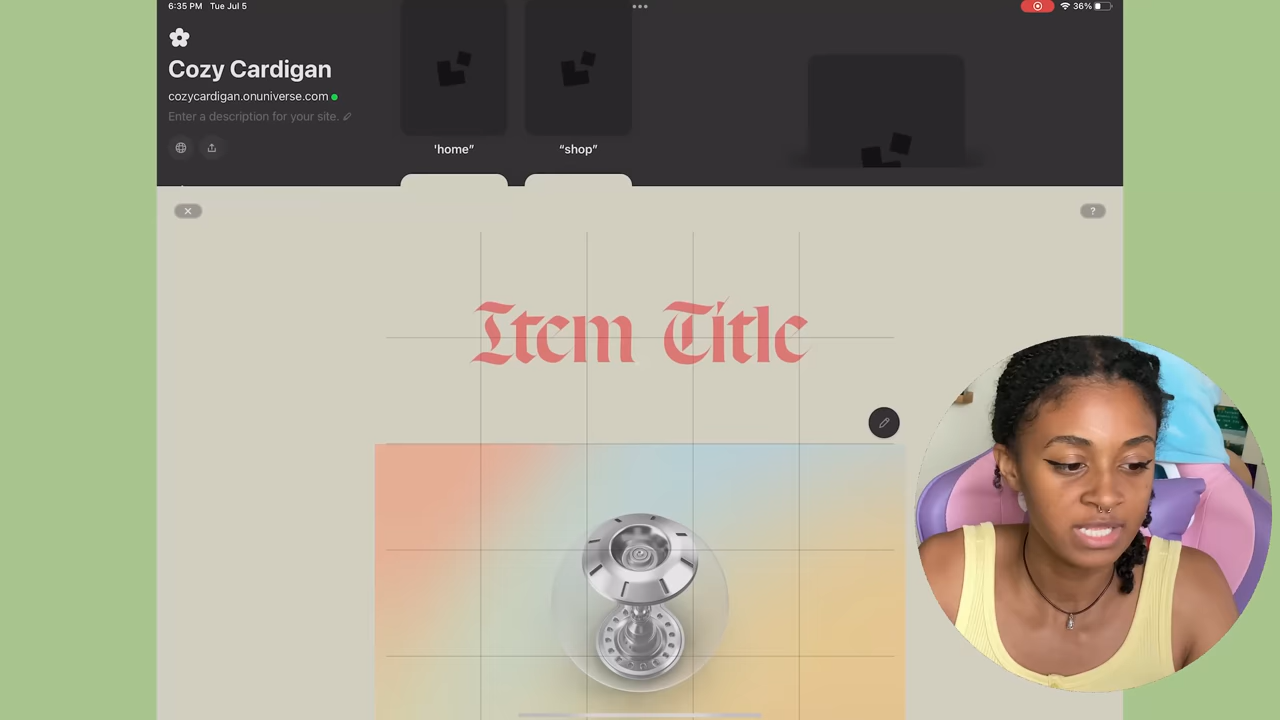 6:35 PM Tue Jul 5
36%
Cozy Cardigan
cozycardigan.onuniverse.com
Enter a description for your site.
'home”
“shop”
?
Item Title